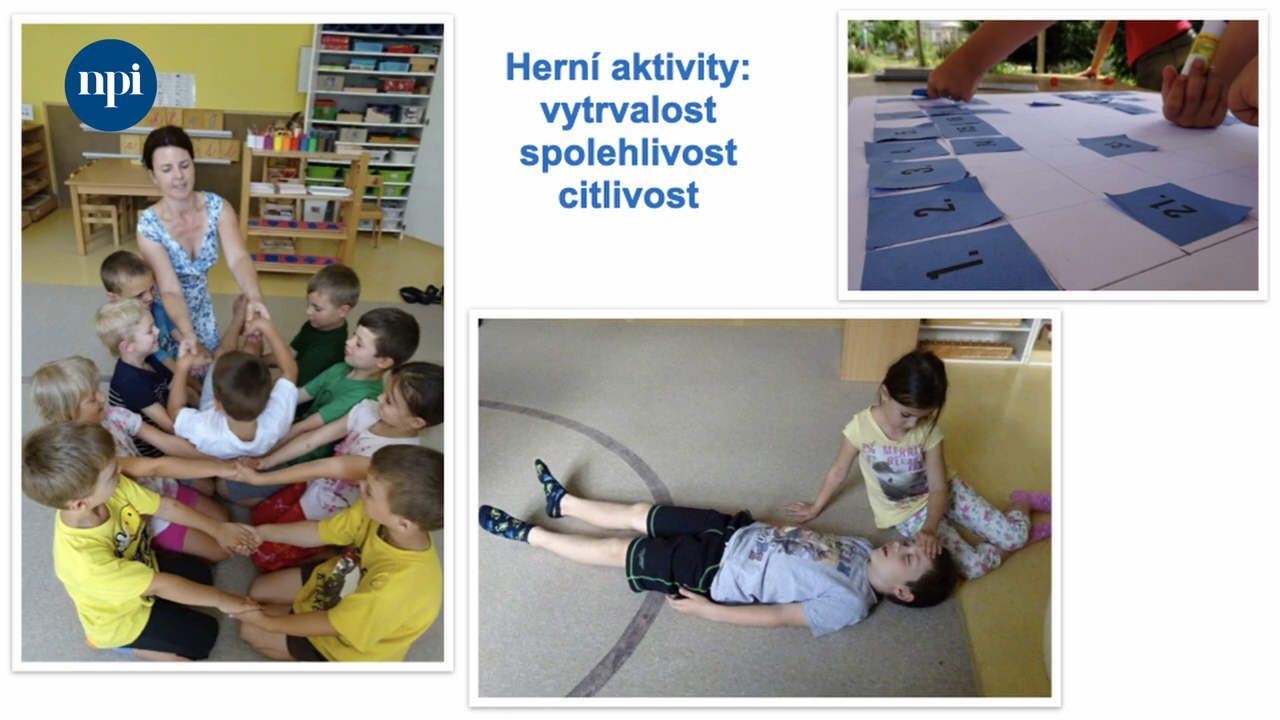 npi
Herní aktivity:
vytrvalost
spolehlivost
citlivost
1.
2.
3.
21.